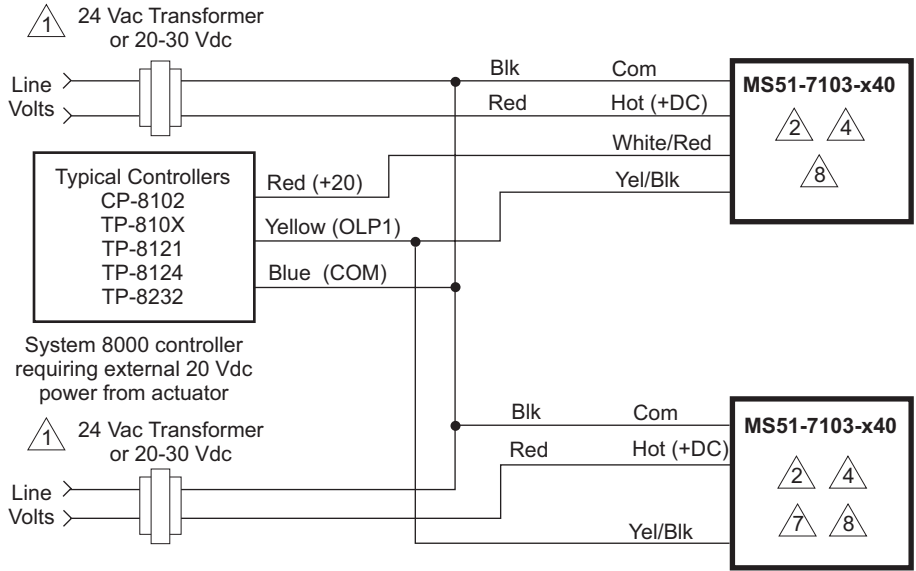 1
24 Vac Transformer
or 20-30 Vdc
Line
Volts
Blk
Com
Red
Hot (+DC)
White/Red
Yel/Blk
MS51-7103-x40
2
4
8
Typical Controllers
CP-8102
TP-810X
TP-8121
TP-8124
TP-8232
Red (+20)
Yellow (OLP1)
Blue (COM)
System 8000 controller
requiring external 20 Vdc
power from actuator
1
24 Vac Transformer
or 20-30 Vdc
Line
Volts
Blk
Com
Red
Hot (+DC)
Yel/Blk
MS51-7103-x40
2
4
7
8